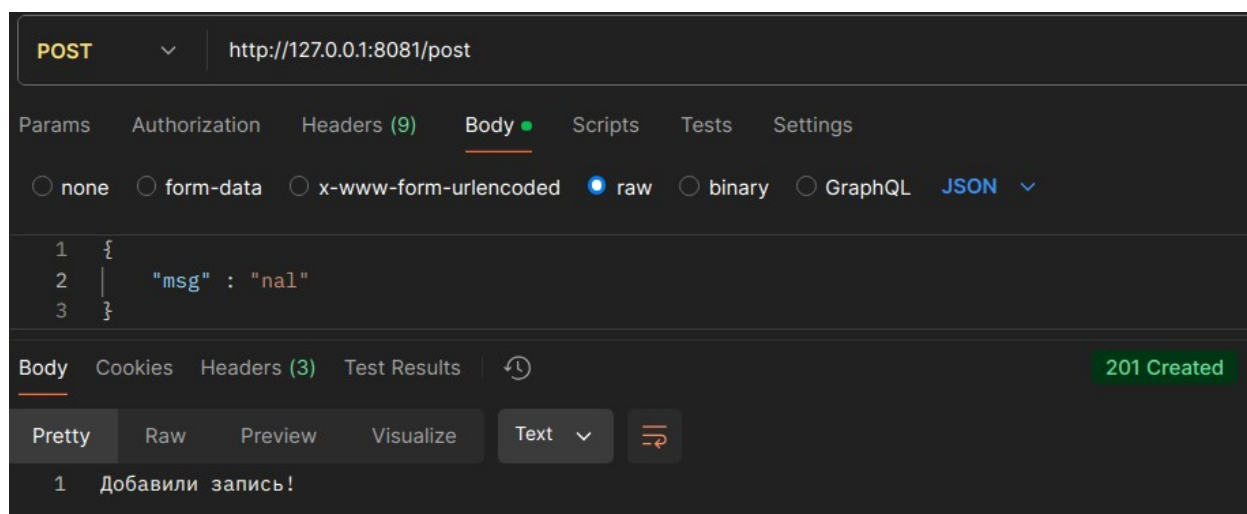 POST http://127.0.0.1:8081/post
Params Authorization Headers (9) Body Scripts Tests Settings
none form-data x-www-form-urlencoded raw binary GraphQL JSON
1 {
2 "msg" : "nal"
3 }
Body Cookies Headers (3) Test Results 201 Created
Pretty Raw Preview Visualize Text
1 Добавили запись!